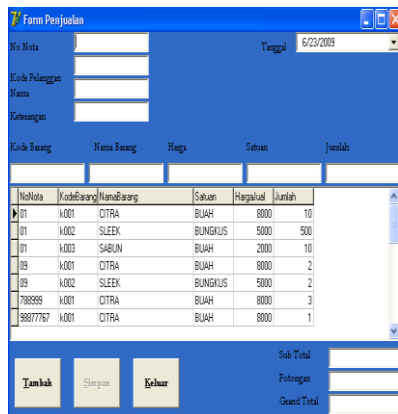 Form Penjualan
No.Nota
Tanggal 6/23/2009
Kode Pelanggan
Nama
Keterangan
Kode Barang Nama Barang Harga Satuan Jumlah
NoNota KodeBarang NamaBarang Satuan HargaJual Jumlah
01 k001 CITRA BUAH 8000 10
01 k002 SLEEK BUNGKUS 5000 500
01 k003 SABUN BUAH 2000 10
09 k001 CITRA BUAH 8000 2
09 k002 SLEEK BUNGKUS 5000 2
788999 k001 CITRA BUAH 8000 3
98877767 k001 CITRA BUAH 8000 1
Sub Total
Tambah Simpan Keluar
Potongan
Grand Total